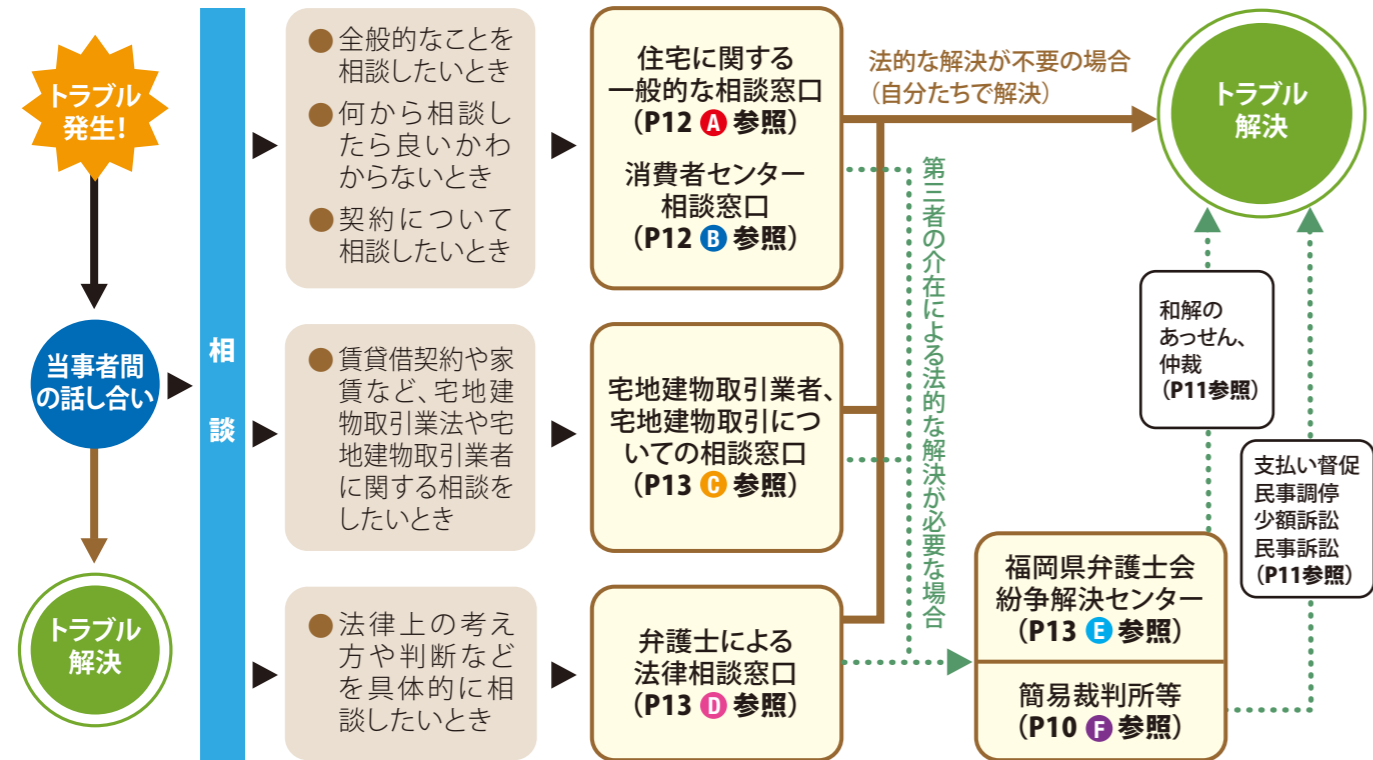 トラブル
発生！
当事者間
の話し合い
トラブル
解決
相談
●全般的なことを
相談したいとき
●何から相談し
たら良いかわ
からないとき
●契約について
相談したいとき
●賃貸借契約や家
賃など、宅地建
物取引業法や宅
地建物取引業者
に関する相談を
したいとき
●法律上の考え
方や判断など
を具体的に相
談したいとき
住宅に関する
一般的な相談窓口
（P12 A 参照）
消費者センター
相談窓口
（P12 B 参照）
宅地建物取引業者、
宅地建物取引につ
いての相談窓口
（P13 C 参照）
弁護士による
法律相談窓口
（P13 D 参照）
法的な解決が不要の場合
（自分たちで解決）
第三者の介在による法的な解決が必要な場合
トラブル
解決
和解の
あっせん、
仲裁
（P11参照）
支払い督促
民事調停
少額訴訟
民事訴訟
（P11参照）
福岡県弁護士会
紛争解決センター
（P13 E 参照）
簡易裁判所等
（P10 F 参照）